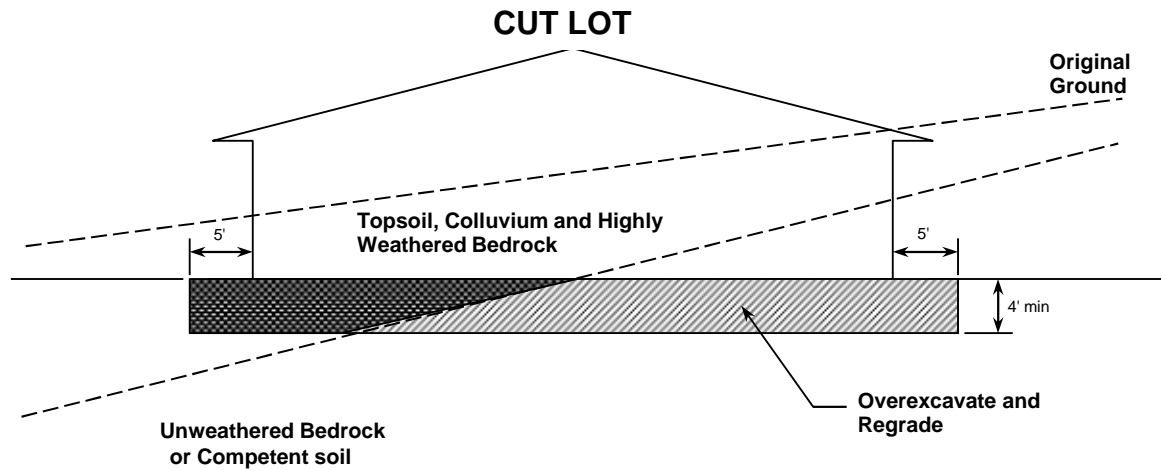 CUT LOT
Original
Ground
Topsoil, Colluvium and Highly
Weathered Bedrock
5'
5'
4' min
Overexcavate and
Regrade
Unweathered Bedrock
or Competent soil